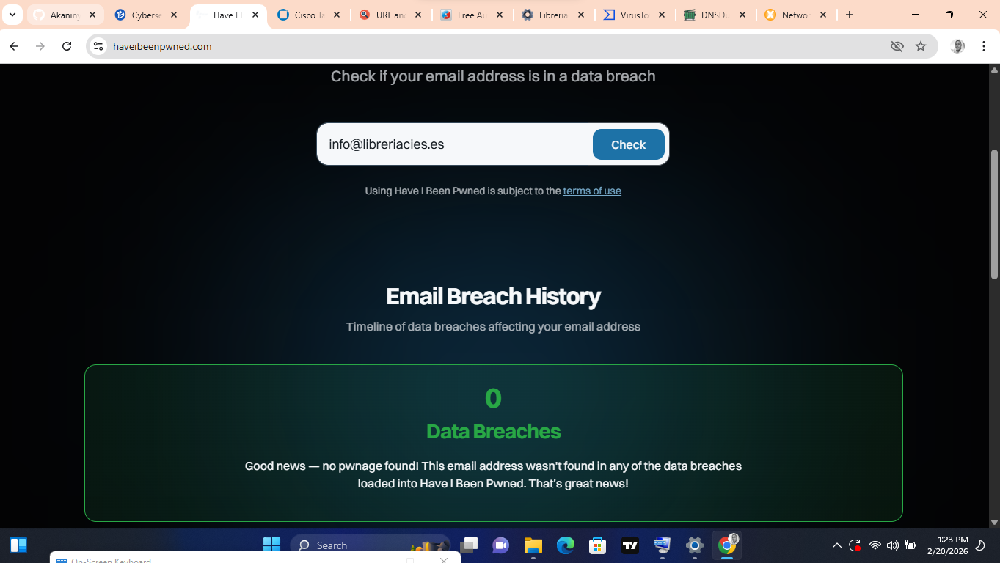 Akaniny
Cyberse
Have I B
Cisco Ta
URL and
Free Au
Libreria
VirusTo
DNSDu
Networ
haveibeenpwned.com
Check if your email address is in a data breach
info@libreriacies.es
Check
Using Have I Been Pwned is subject to the terms of use
Email Breach History
Timeline of data breaches affecting your email address
0
Data Breaches
Good news — no pwnage found! This email address wasn't found in any of the data breaches
loaded into Have I Been Pwned. That's great news!
Search
1:23 PM
2/20/2026
On-Screen Keyboard